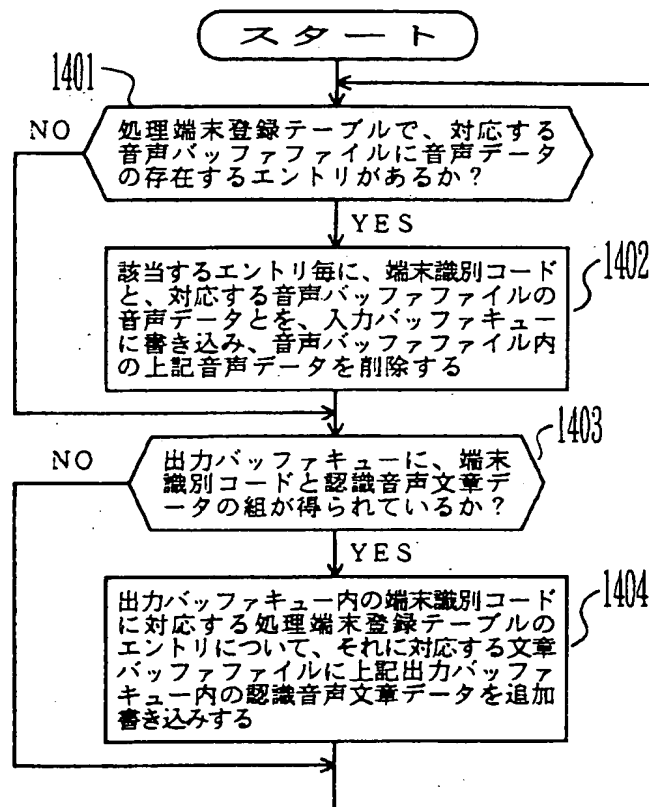 スタート
1401
NO
処理端末登録テーブルで、対応する
音声バッファファイルに音声データ
の存在するエントリがあるか？
YES
1402
該当するエントリ毎に、端末識別コード
と、対応する音声バッファファイルの
音声データとを、入力バッファキュー
に書き込み、音声バッファファイル内
の上記音声データを削除する
1403
NO
出力バッファキューに、端末
識別コードと認識音声文章デ
ータの組が得られているか？
YES
1404
出力バッファキュー内の端末識別コード
に対応する処理端末登録テーブルの
エントリについて、それに対応する文章
バッファファイルに上記出力バッファ
キュー内の認識音声文章データを追加
書き込みする